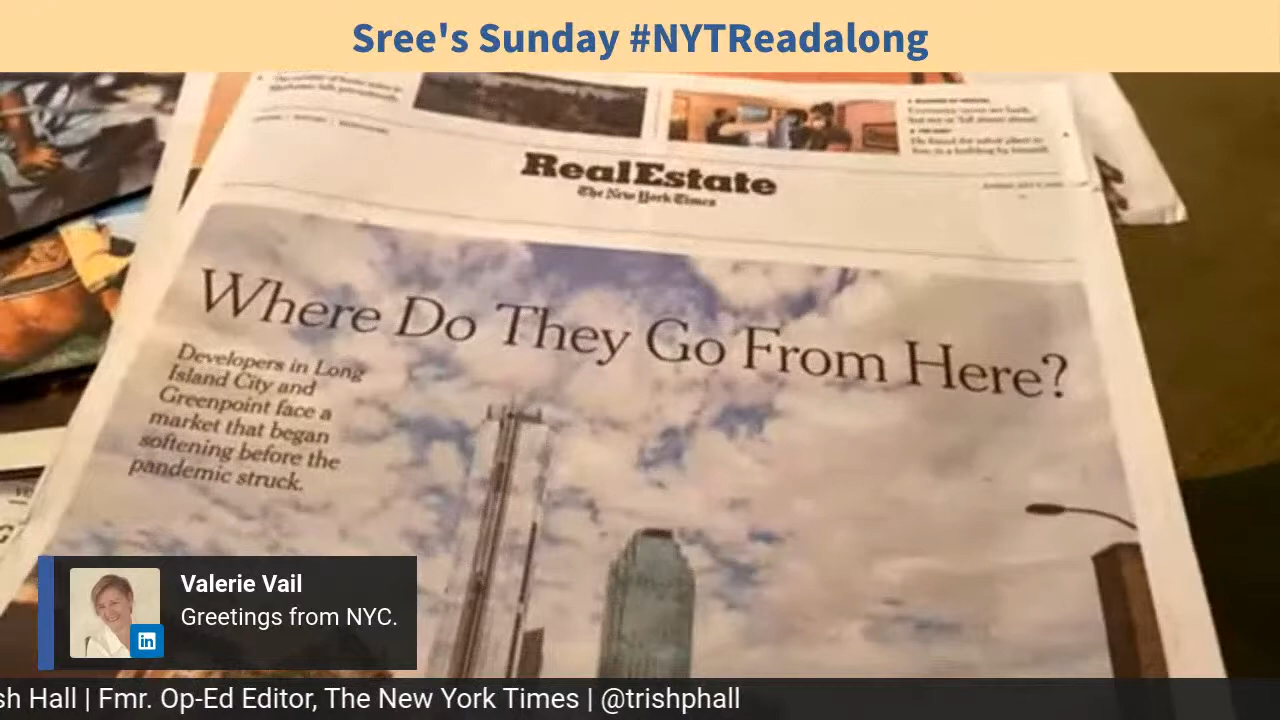 Sree's Sunday #NYTReadalong
RealEstate
The New York Times
Where Do They Go From Here?
Developers in Long
Island City and
Greenpoint face a
market that began
softening before the
pandemic struck.
Valerie Vail
Greetings from NYC.
in
sh Hall | Fmr. Op-Ed Editor, The New York Times | @trishphall